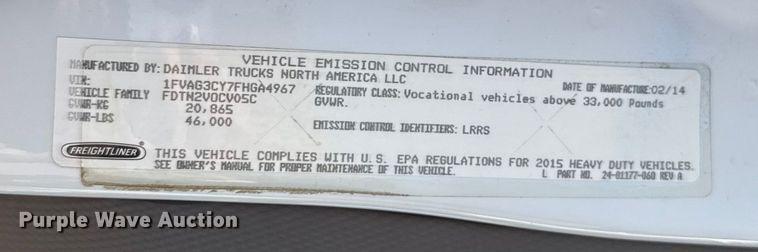 VEHICLE EMISSION CONTROL INFORMATION
MANUFACTURED BY: DAIMLER TRUCKS NORTH AMERICA LLC
DATE OF MANUFACTURE: 02/14
VIN: 1FVAG3CY7FHGA4967
REGULATORY CLASS: Vocational vehicles above 33,000 Pounds GVWR.
VEHICLE FAMILY FDTN2VOCV05C
GVWR-KG 20,865
GVWR-LBS 46,000
EMISSION CONTROL IDENTIFIERS: LRRS
FREIGHTLINER
THIS VEHICLE COMPLIES WITH U.S. EPA REGULATIONS FOR 2015 HEAVY DUTY VEHICLES.
SEE OWNER'S MANUAL FOR PROPER MAINTENANCE OF THIS VEHICLE.
L PART NO. 24-01177-060 REV A
Purple Wave Auction